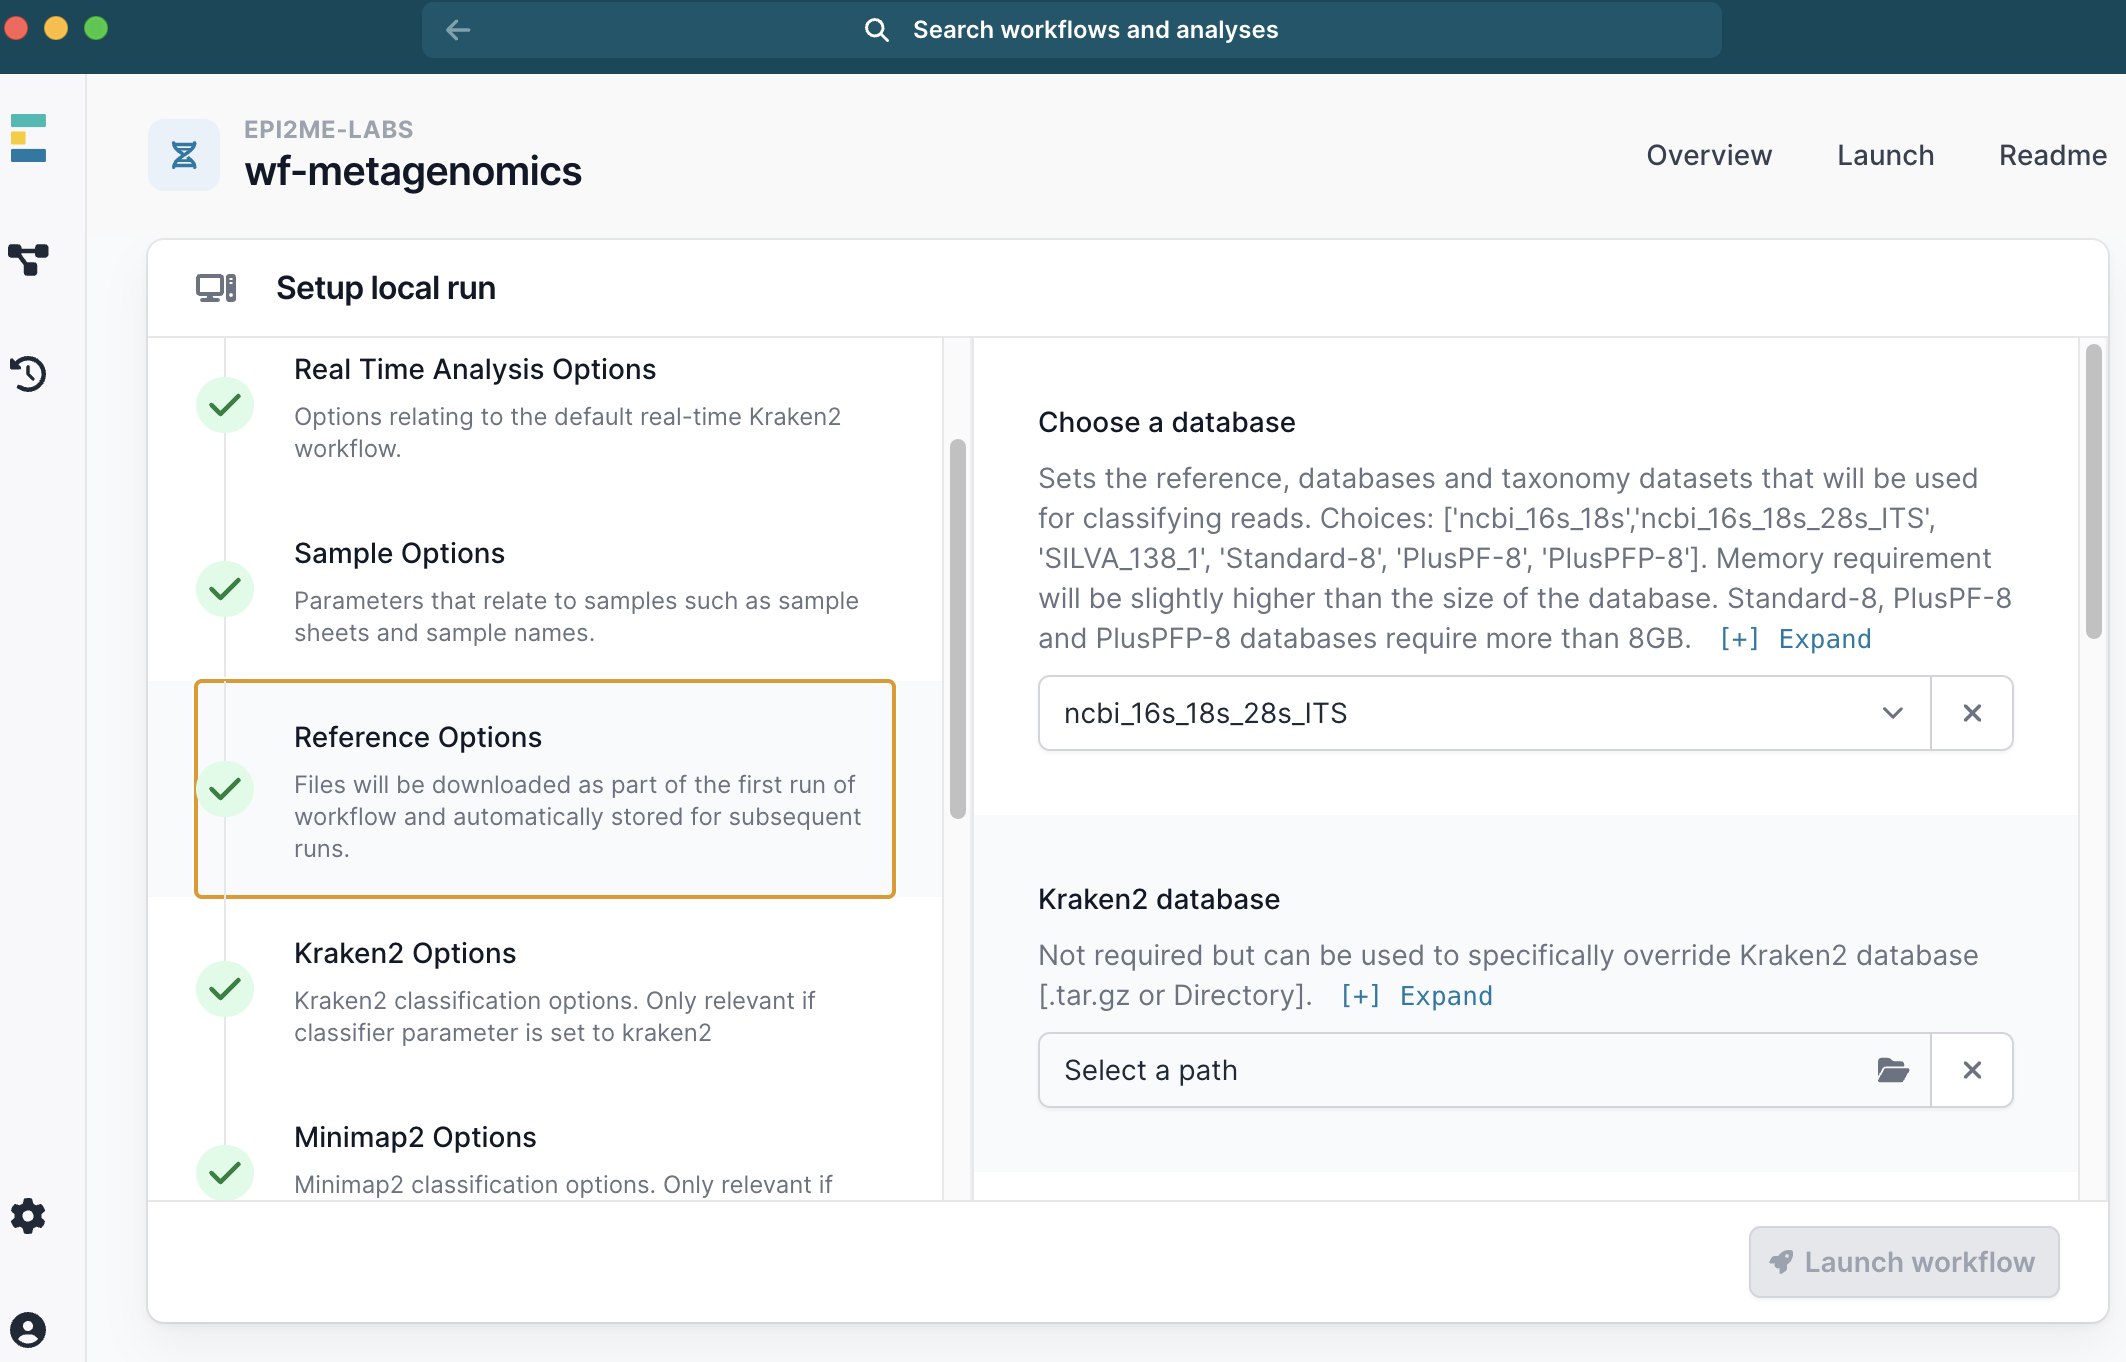 Search workflows and analyses
EPI2ME-LABS
wf-metagenomics
Overview
Launch
Readme
Setup local run
Real Time Analysis Options
Options relating to the default real-time Kraken2
workflow.
Sample Options
Parameters that relate to samples such as sample
sheets and sample names.
Reference Options
Files will be downloaded as part of the first run of
workflow and automatically stored for subsequent
runs.
Kraken2 Options
Kraken2 classification options. Only relevant if
classifier parameter is set to kraken2
Minimap2 Options
Minimap2 classification options. Only relevant if
Choose a database
Sets the reference, databases and taxonomy datasets that will be used
for classifying reads. Choices: ['ncbi_16s_18s','ncbi_16s_18s_28s_ITS',
'SILVA_138_1', 'Standard-8', 'PlusPF-8', 'PlusPFP-8']. Memory requirement
will be slightly higher than the size of the database. Standard-8, PlusPF-8
and PlusPFP-8 databases require more than 8GB. [+] Expand
ncbi_16s_18s_28s_ITS
Kraken2 database
Not required but can be used to specifically override Kraken2 database
[.tar.gz or Directory]. [+] Expand
Select a path
Launch workflow